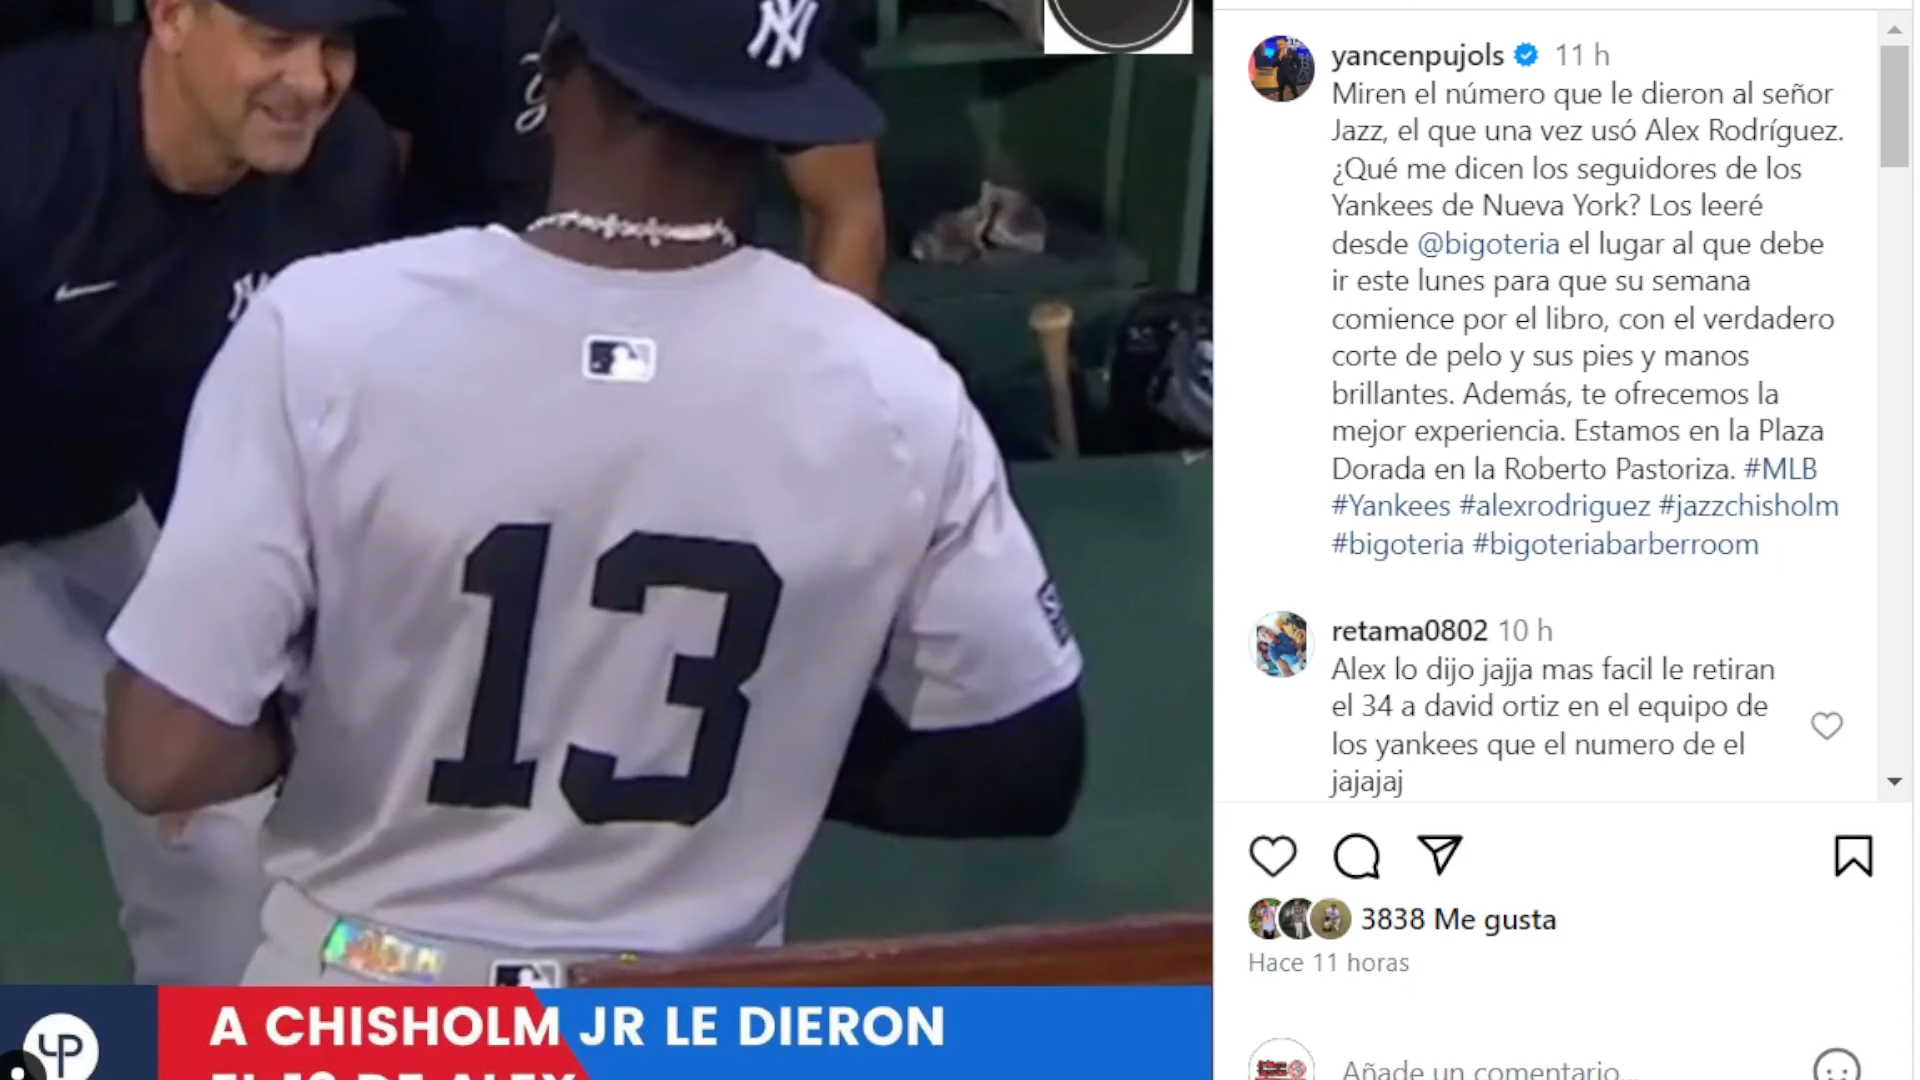 NY
13
A CHISHOLM JR LE DIERON
EL 13 DE ALEX
yancenpujols 11 h
Miren el número que le dieron al señor
Jazz, el que una vez usó Alex Rodríguez.
¿Qué me dicen los seguidores de los
Yankees de Nueva York? Los leeré
desde @bigoteria el lugar al que debe
ir este lunes para que su semana
comience por el libro, con el verdadero
corte de pelo y sus pies y manos
brillantes. Además, te ofrecemos la
mejor experiencia. Estamos en la Plaza
Dorada en la Roberto Pastoriza. #MLB
#Yankees #alexrodriguez #jazzchisholm
#bigoteria #bigoteriabarberroom
retama0802 10 h
Alex lo dijo jajja mas facil le retiran
el 34 a david ortiz en el equipo de
los yankees que el numero de el
jajajaj
3838 Me gusta
Hace 11 horas
Añade un comentario...